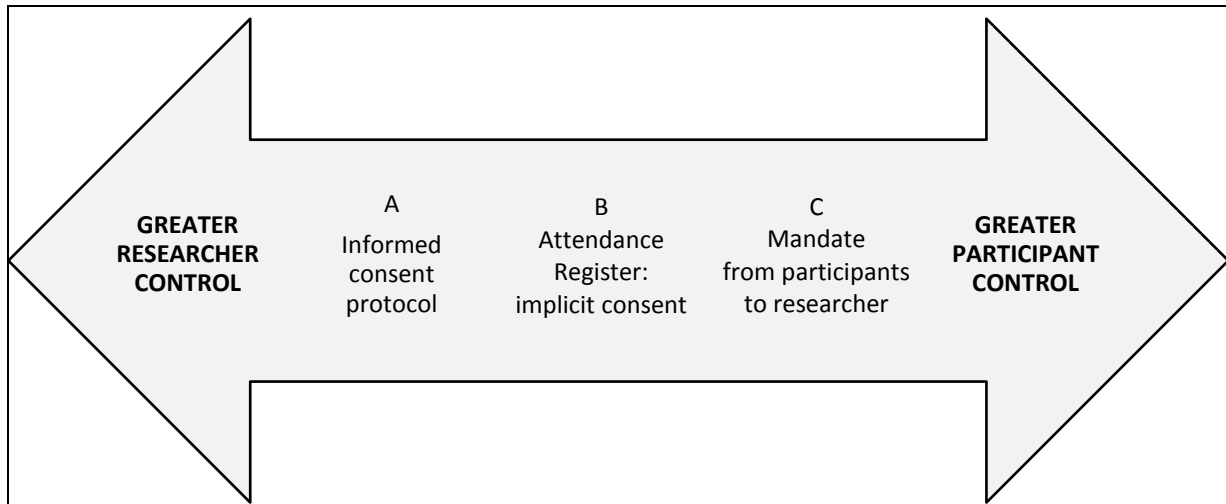 GREATER
RESEARCHER
CONTROL
A
Informed
consent
protocol
B
Attendance
Register:
implicit consent
C
Mandate
from participants
to researcher
GREATER
PARTICIPANT
CONTROL